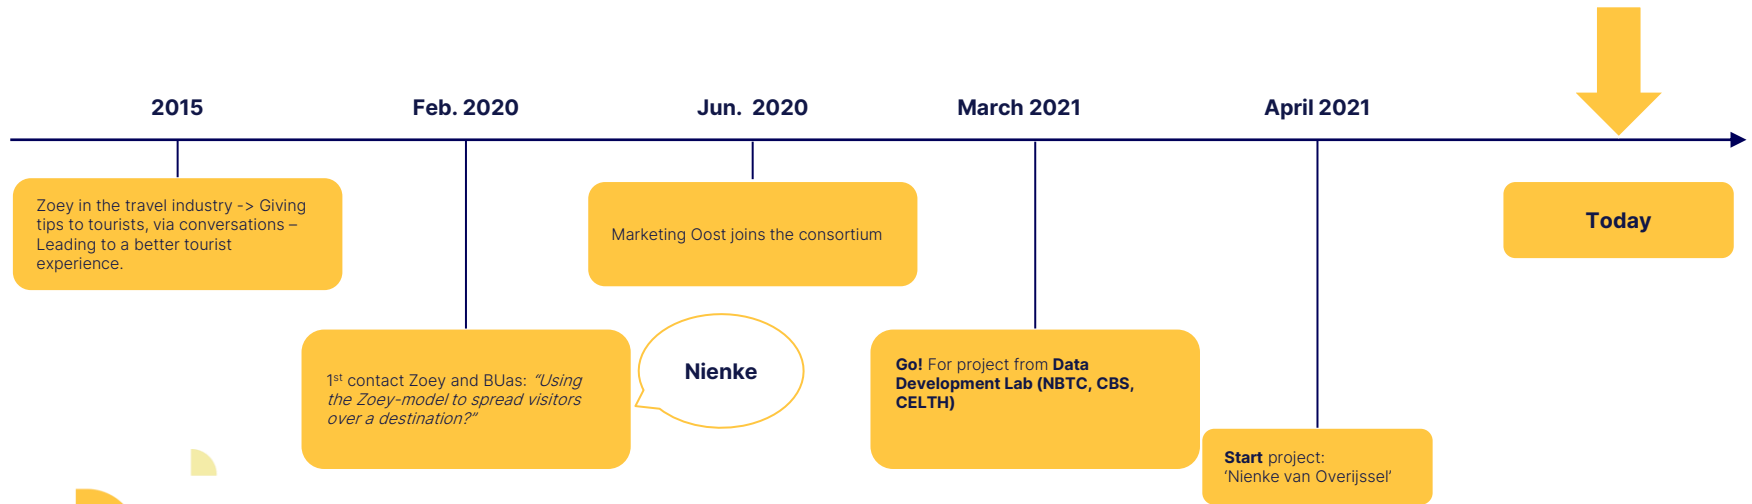 2015
Feb. 2020
Jun. 2020
March 2021
April 2021
Zoey in the travel industry -> Giving
tips to tourists, via conversations –
Leading to a better tourist
experience.
1st contact Zoey and BUas: “Using
the Zoey-model to spread visitors
over a destination?”
Marketing Oost joins the consortium
Nienke
Go! For project from Data
Development Lab (NBTC, CBS,
CELTH)
Start project:
‘Nienke van Overijssel’
Today